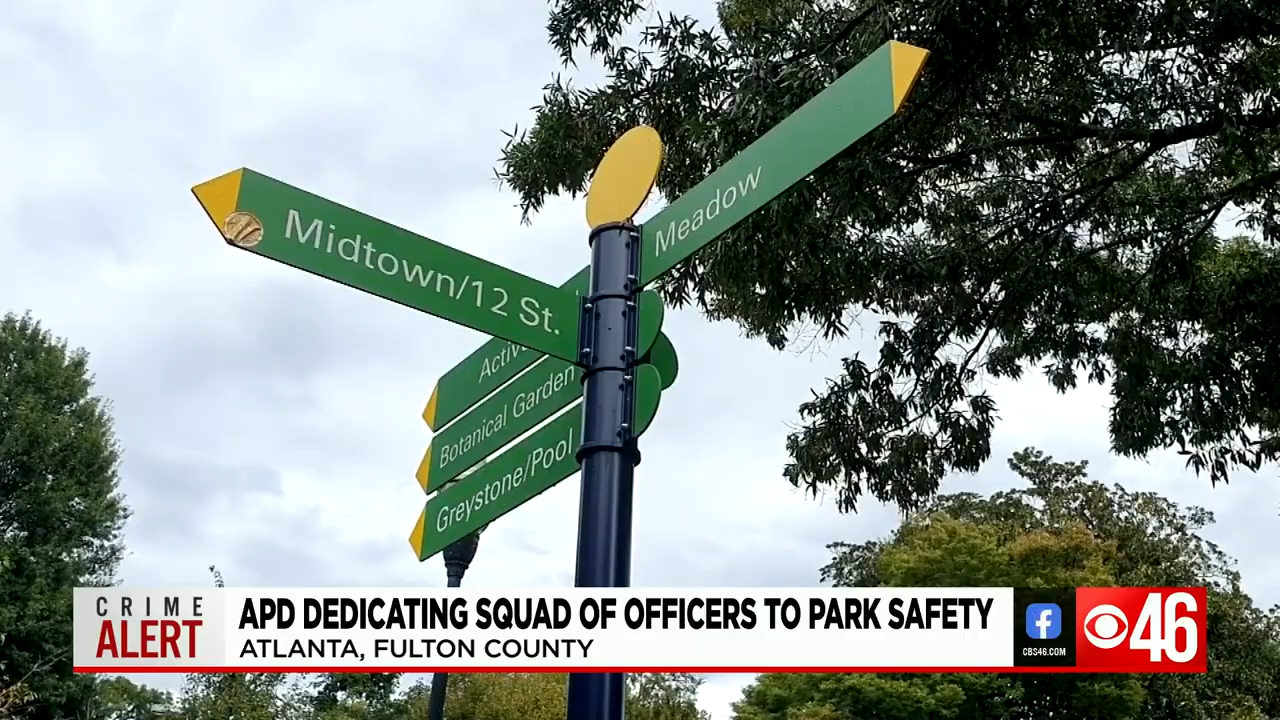 Meadow
Midtown/12 St.
Botanical Garden
Greystone/Pool
CRIME
ALERT
APD DEDICATING SQUAD OF OFFICERS TO PARK SAFETY
ATLANTA, FULTON COUNTY
f
CBS46.COM
46